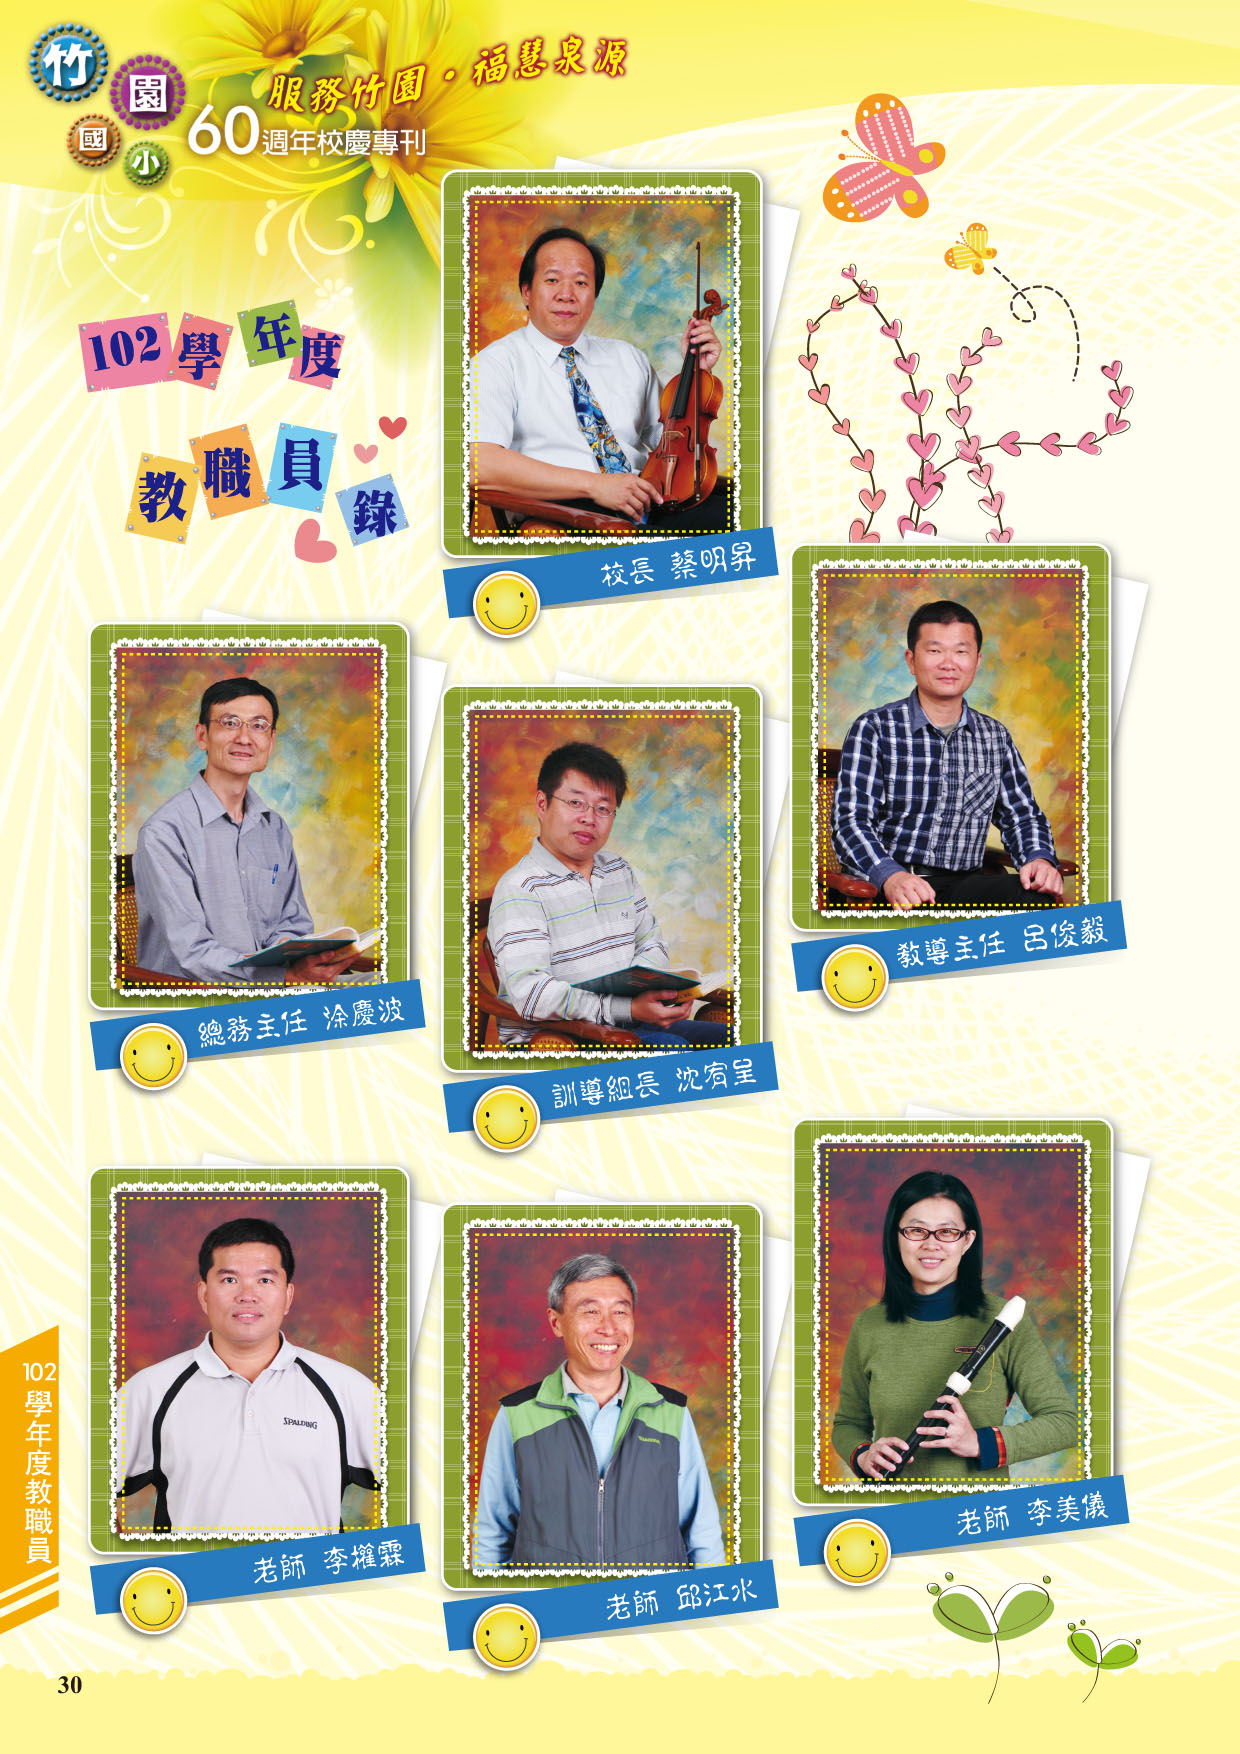 竹園國小
服務竹園・福慧泉源
60週年校慶專刊
102學年度
教職員錄
校長 蔡明昇
教導主任 呂俊毅
總務主任 涂慶波
訓導組長 沈宥呈
SPALDING
老師 李權霖
老師 邱江水
老師 李美儀
102學年度教職員
30